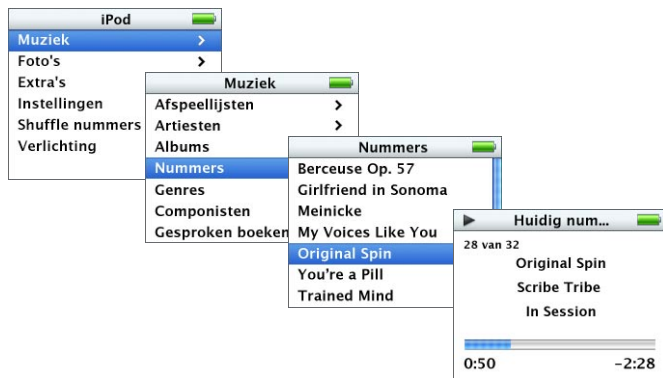 iPod
Muziek
Foto's
Extra's
Instellingen
Shuffle nummers
Verlichting
Muziek
Afspeellijsten
Artiesten
Albums
Nummers
Genres
Componisten
Gesproken boeken
Nummers
Berceuse Op. 57
Girlfriend in Sonoma
Meinicke
My Voices Like You
Original Spin
You're a Pill
Trained Mind
Huidig num...
28 van 32
Original Spin
Scribe Tribe
In Session
0:50 -2:28